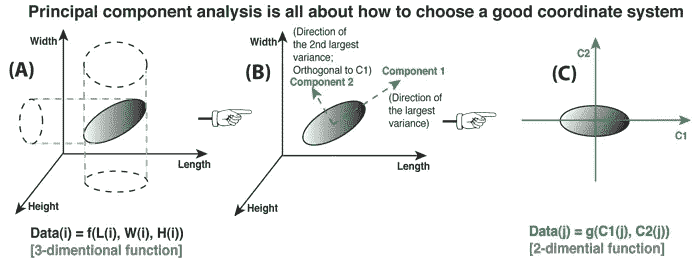 Principal component analysis is all about how to choose a good coordinate system
(A)
Width
Length
Height
Data(i) = f(L(i), W(i), H(i))
[3-dimentional function]
(B)
Width
(Direction of
the 2nd largest
variance;
Orthogonal to C1)
Component 2
Component 1
(Direction of
the largest
variance)
Length
Height
(C)
C2
C1
Data(j) = g(C1(j), C2(j))
[2-dimential function]